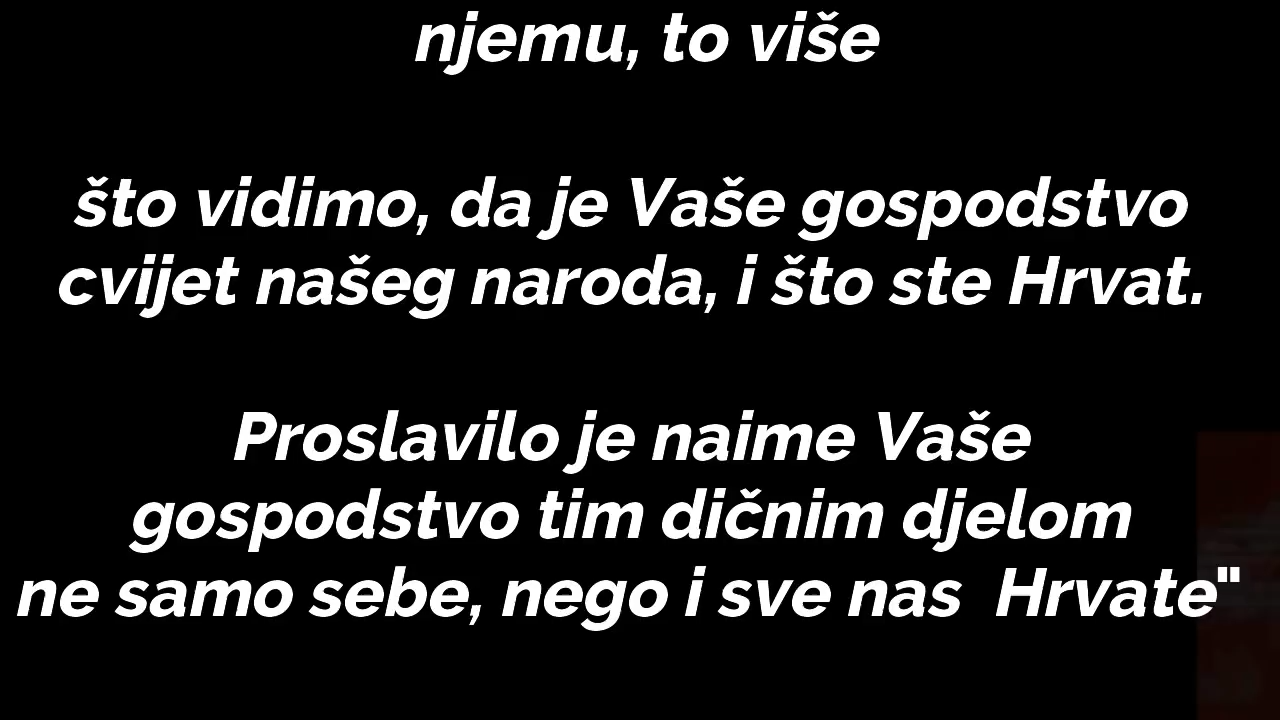 njemu, to više
što vidimo, da je Vaše gospodstvo
cvijet našeg naroda, i što ste Hrvat.
Proslavilo je naime Vaše
gospodstvo tim dičnim djelom
ne samo sebe, nego i sve nas  Hrvate"